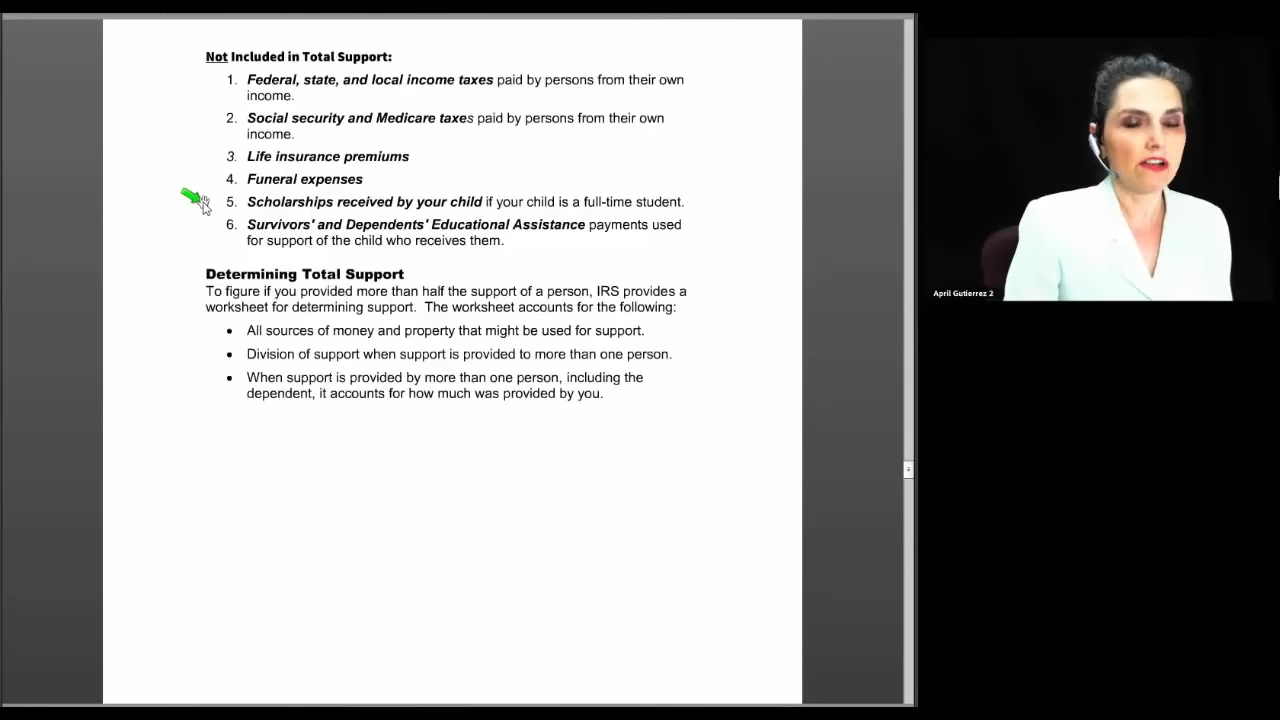 Not Included in Total Support:
1. Federal, state, and local income taxes paid by persons from their own
income.
2. Social security and Medicare taxes paid by persons from their own
income.
3. Life insurance premiums
4. Funeral expenses
5. Scholarships received by your child if your child is a full-time student.
6. Survivors' and Dependents' Educational Assistance payments used
for support of the child who receives them.
Determining Total Support
To figure if you provided more than half the support of a person, IRS provides a
worksheet for determining support. The worksheet accounts for the following:
• All sources of money and property that might be used for support.
• Division of support when support is provided to more than one person.
• When support is provided by more than one person, including the
dependent, it accounts for how much was provided by you.
April Gutierrez 2